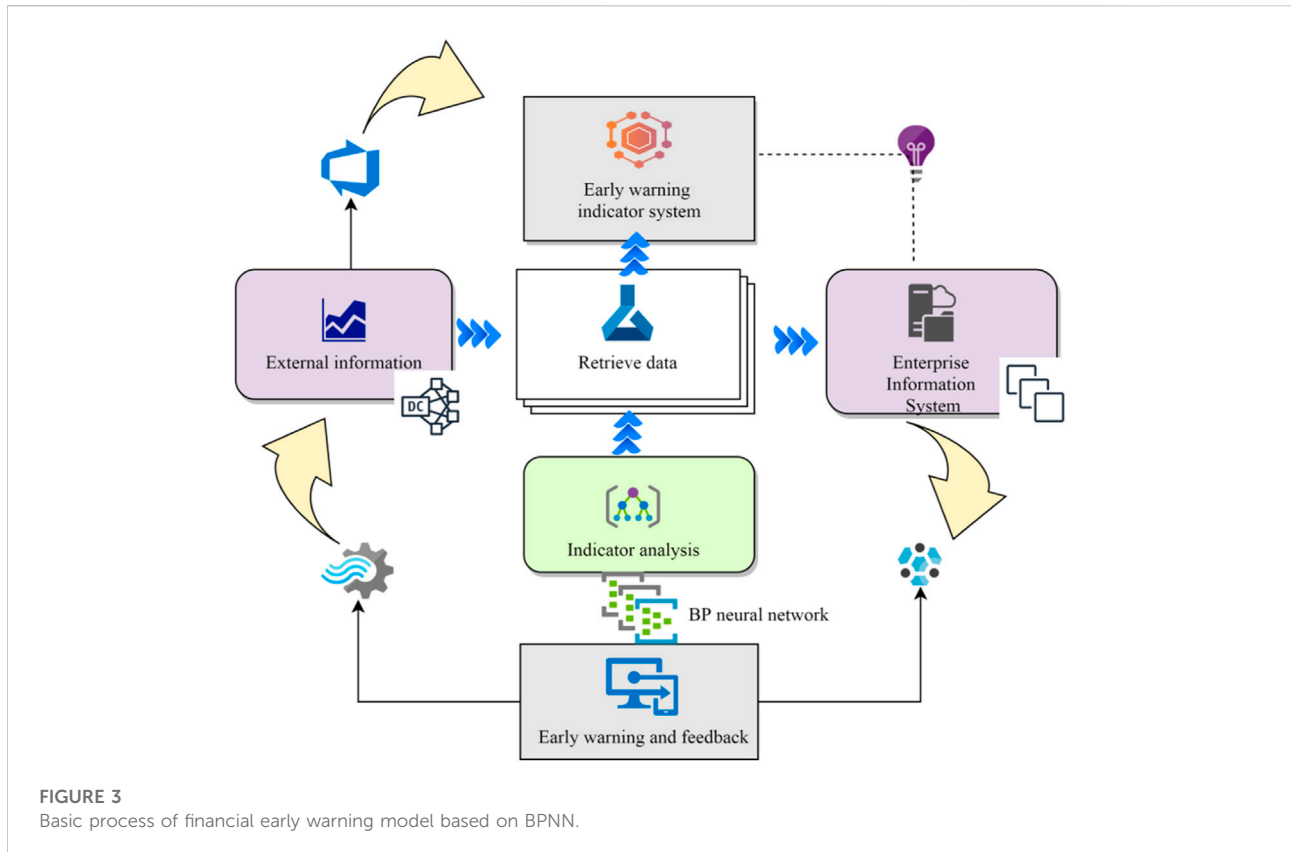 Early warning
indicator system
External information
DC
Retrieve data
Enterprise
Information
System
Indicator analysis
BP neural network
Early warning and feedback
FIGURE 3
Basic process of financial early warning model based on BPNN.